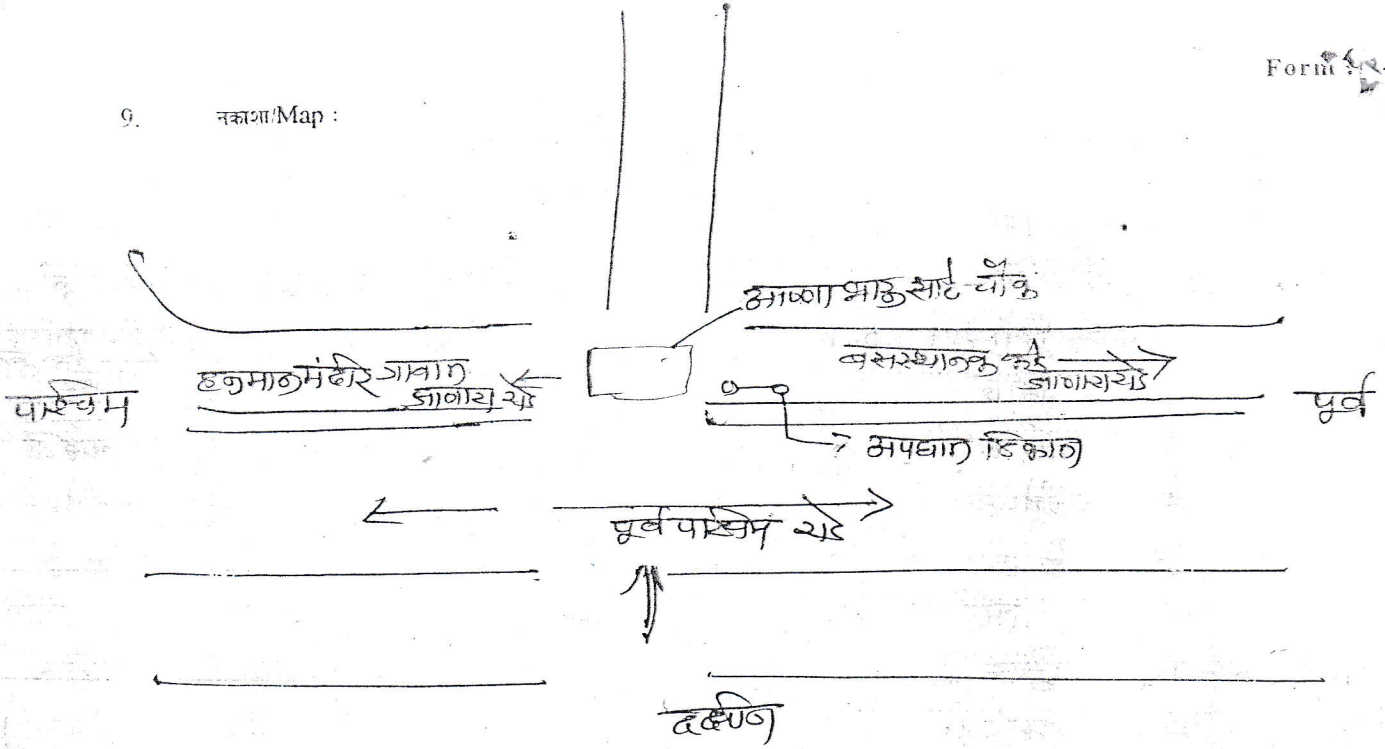 Form
9. नकाशा/Map :
आण्णा भाऊ साठे चौक
हनुमान मंदीर गावात
जाणारा रोड
बसस्थानक कडे
जाणारा रोड
पश्चिम
पूर्व
अपघात ठिकाण
पूर्व पश्चिम रोड
दक्षिण